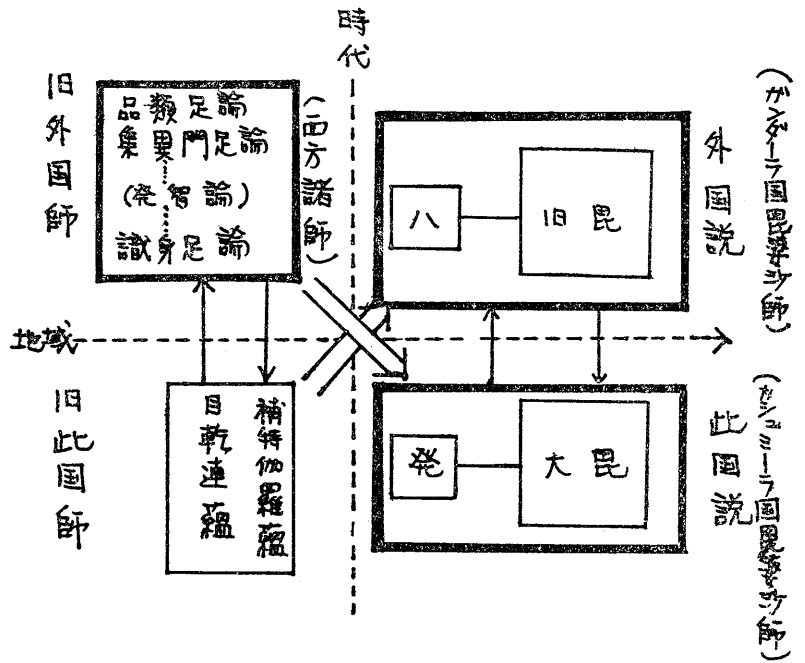 時代
地域
旧外国師
品類足論
集異門足論
(発智論)
識身足論
(西方諸師)
旧此国師
目乾連蘊
補特伽羅蘊
外国説
(ガンダーラ国毘婆沙師)
八
旧毘
此国説
(カシュミーラ国毘婆沙師)
発
大毘